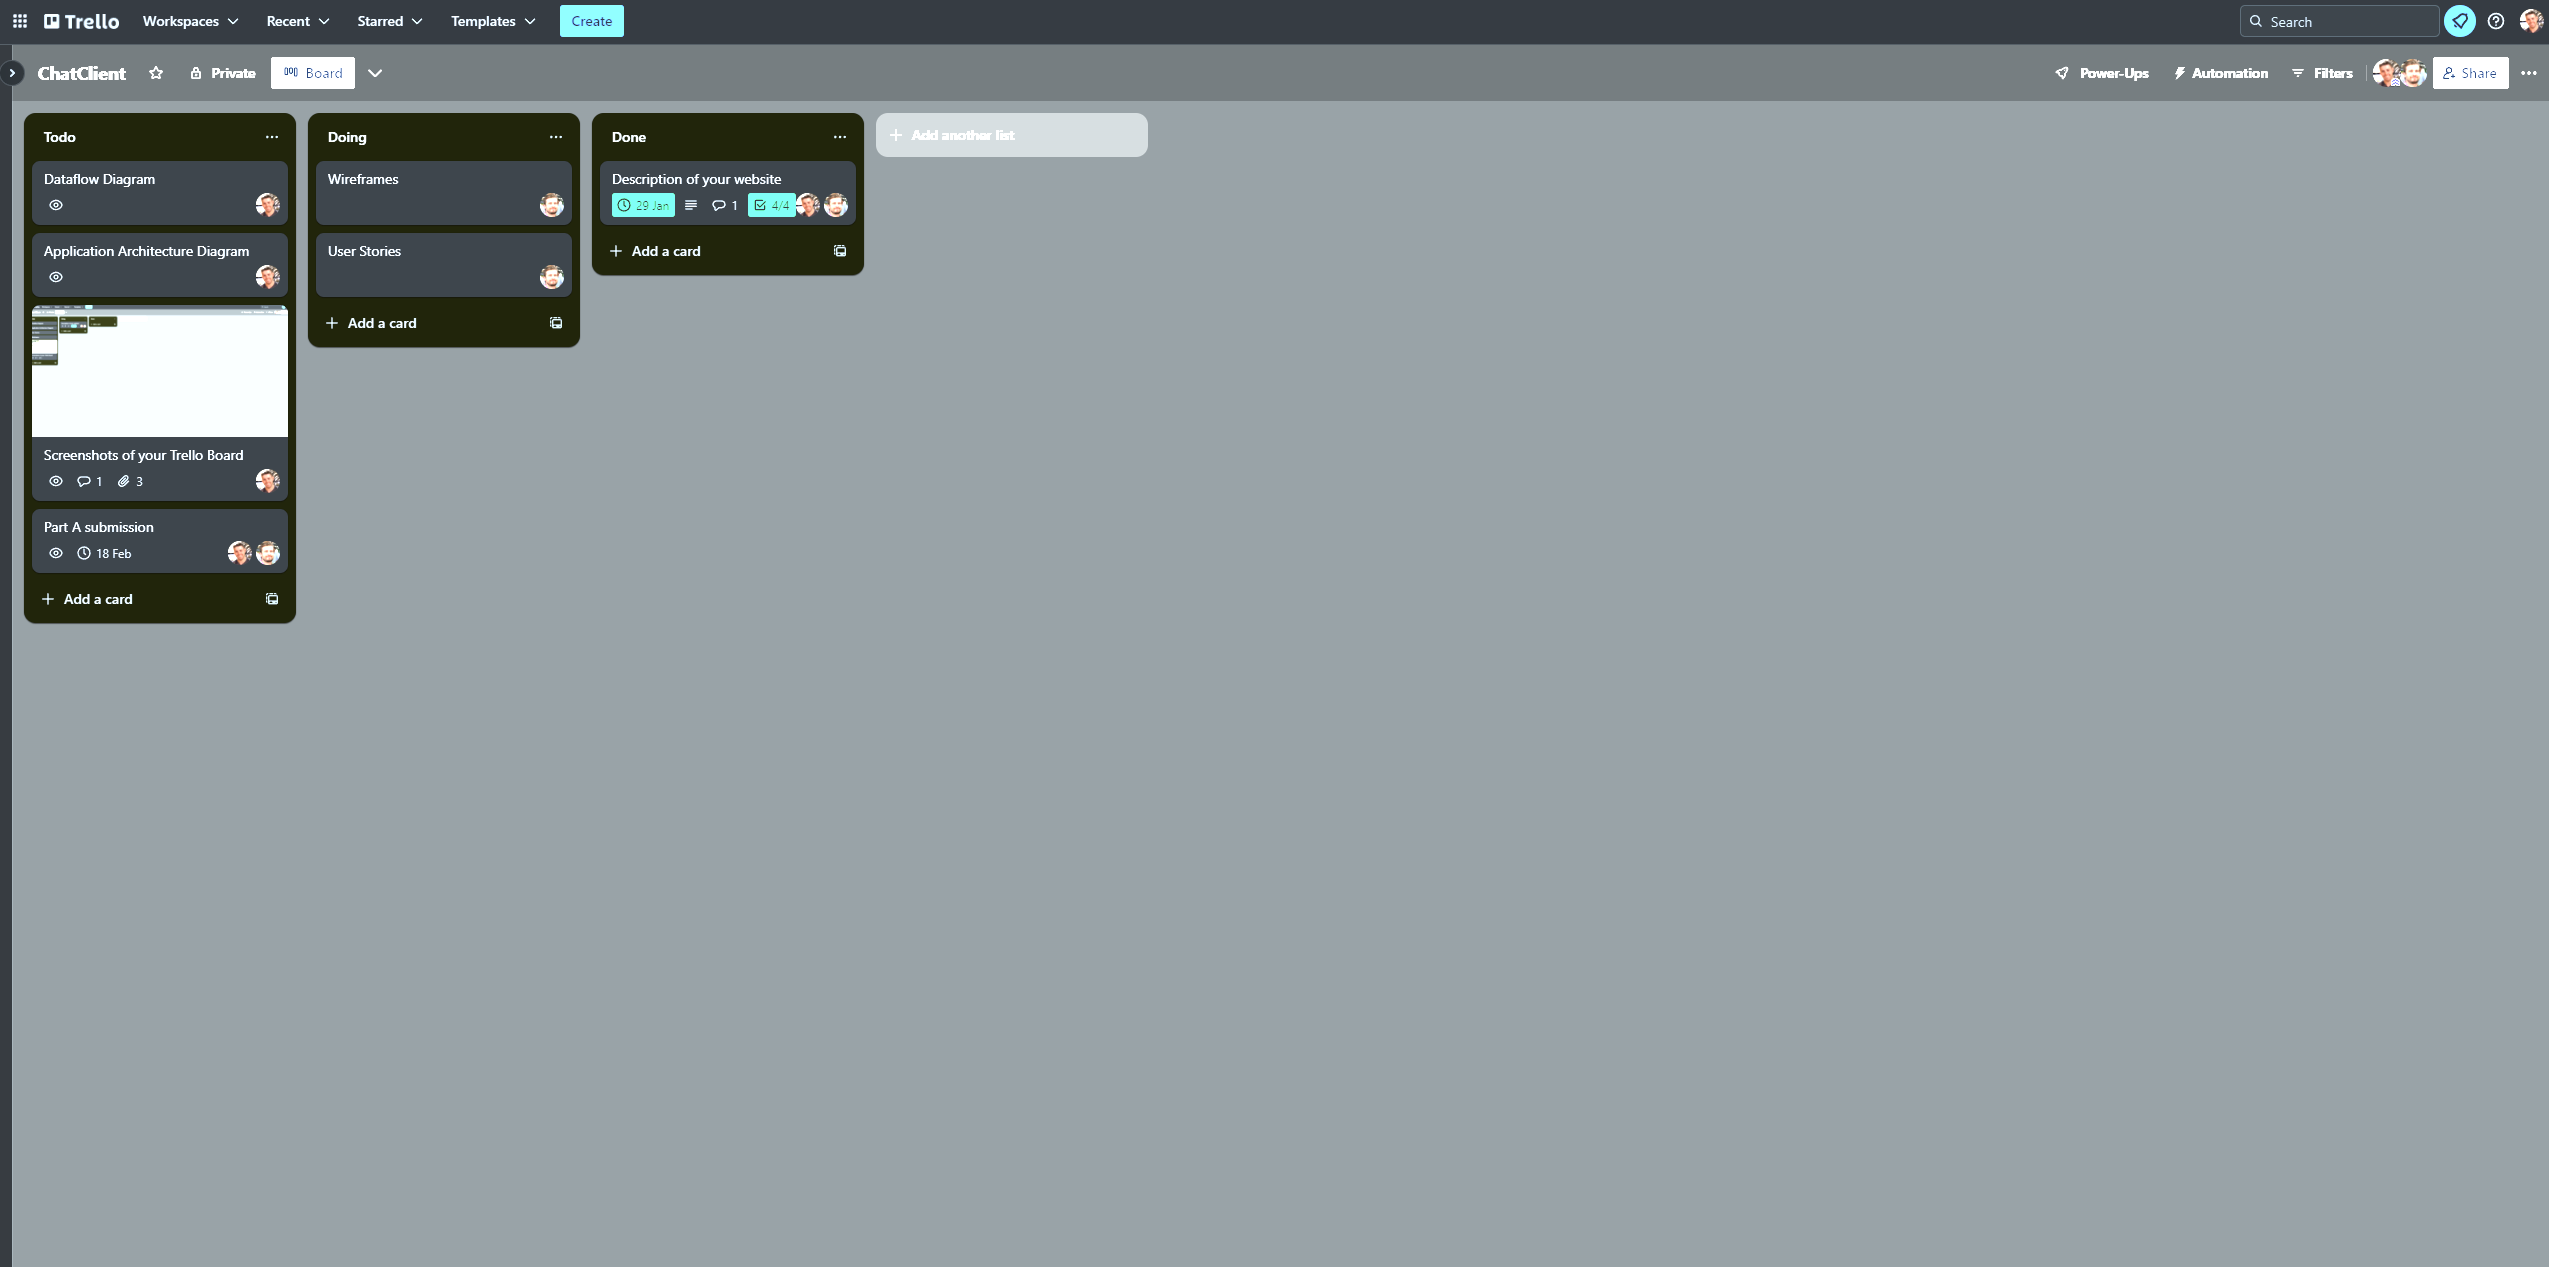 Trello Workspaces Recent Starred Templates Create Search
ChatClient Private Board Power-Ups Automation Filters Share
Todo
Dataflow Diagram
Application Architecture Diagram
Screenshots of your Trello Board
1 3
Part A submission
18 Feb
Add a card
Doing
Wireframes
User Stories
Add a card
Done
Description of your website
29 Jan 1 4/4
Add a card
Add another list